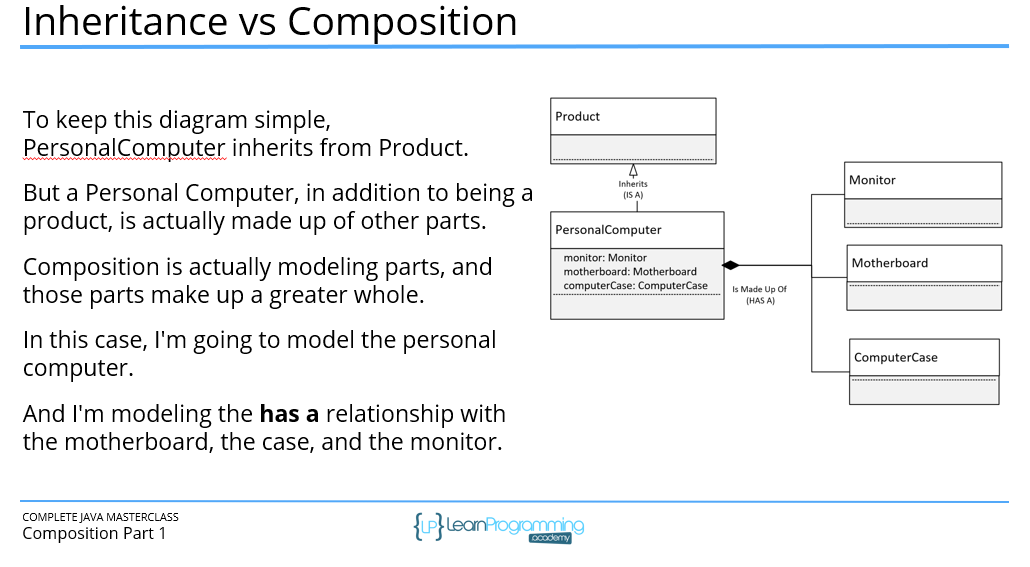 Inheritance vs Composition
To keep this diagram simple,
PersonalComputer inherits from Product.
But a Personal Computer, in addition to being a
product, is actually made up of other parts.
Composition is actually modeling parts, and
those parts make up a greater whole.
In this case, I'm going to model the personal
computer.
And I'm modeling the has a relationship with
the motherboard, the case, and the monitor.
Product
Inherits
(IS A)
PersonalComputer
monitor: Monitor
motherboard: Motherboard
computerCase: ComputerCase
Is Made Up Of
(HAS A)
Monitor
Motherboard
ComputerCase
COMPLETE JAVA MASTERCLASS
Composition Part 1
{LP} LearnProgramming
academy